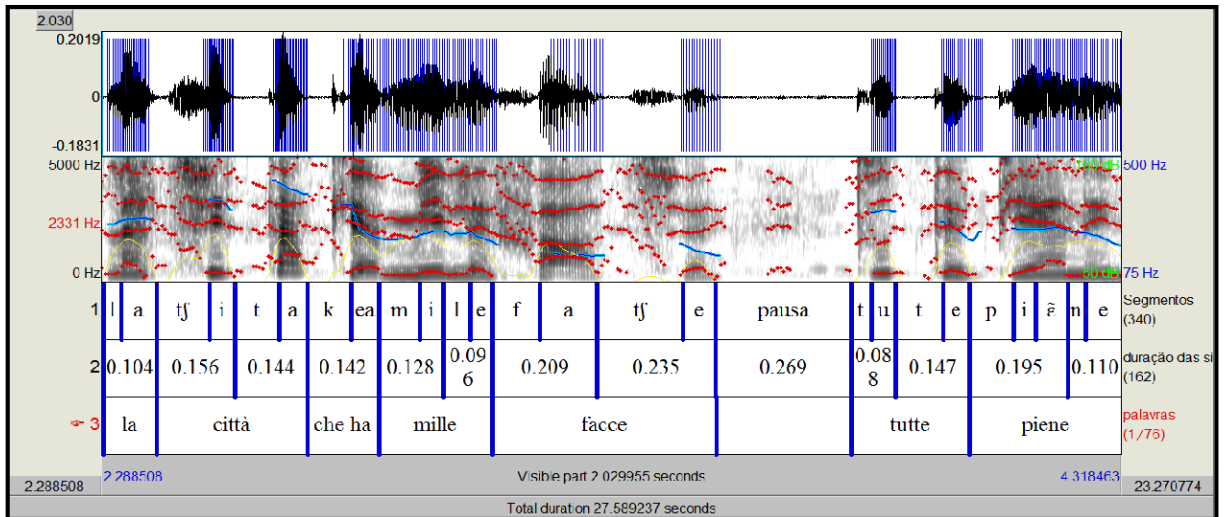 2.030
0.2019
0
-0.1831
5000 Hz
100 dB 500 Hz
2331 Hz
0 Hz
50 dB 75 Hz
1 l a tʃ i t a k ea m i l e f a tʃ e pausa t u t e p i ɛ̃ n e Segmentos (340)
2 0.104 0.156 0.144 0.142 0.128 0.096 0.209 0.235 0.269 0.088 0.147 0.195 0.110 duração das si (162)
3 la città che ha mille facce tutte piene palavras (1/76)
2.288508 Visible part 2.029955 seconds 4.318463
2.288508 23.270774
Total duration 27.589237 seconds